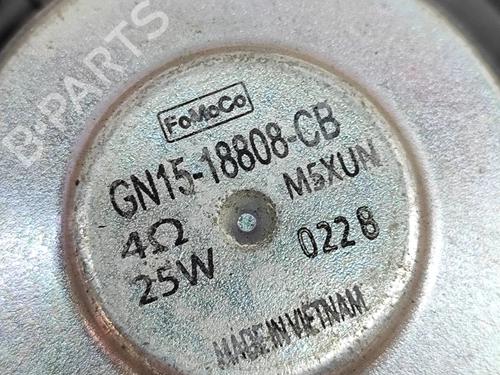 B-PARTS
FoMoCo
GN15-18808-CB
4Ω M5XUN
25W 0228
MADE IN VIETNAM